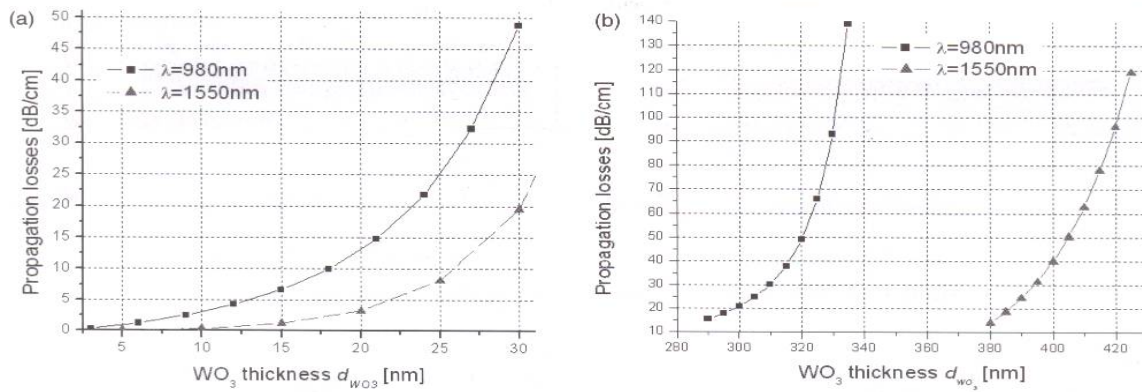 (a)
Propagation losses [dB/cm]
50
45
40
35
30
25
20
15
10
5
0
λ=980nm
λ=1550nm
5 10 15 20 25 30
WO₃ thickness d_WO3 [nm]
(b)
Propagation losses [dB/cm]
140
130
120
110
100
90
80
70
60
50
40
30
20
10
λ=980nm
λ=1550nm
280 300 320 340 360 380 400 420
WO₃ thickness d_wo₃ [nm]